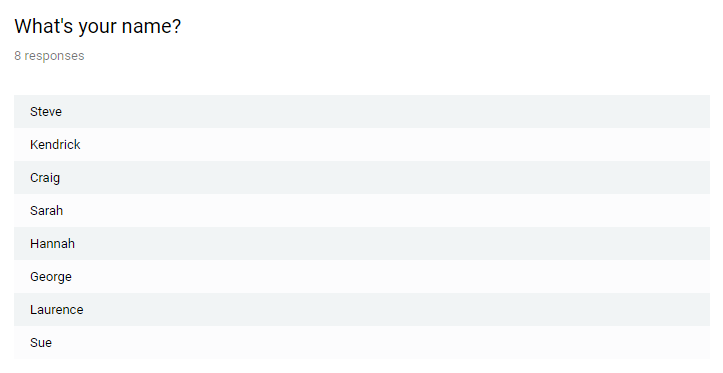 What's your name?
8 responses
Steve
Kendrick
Craig
Sarah
Hannah
George
Laurence
Sue